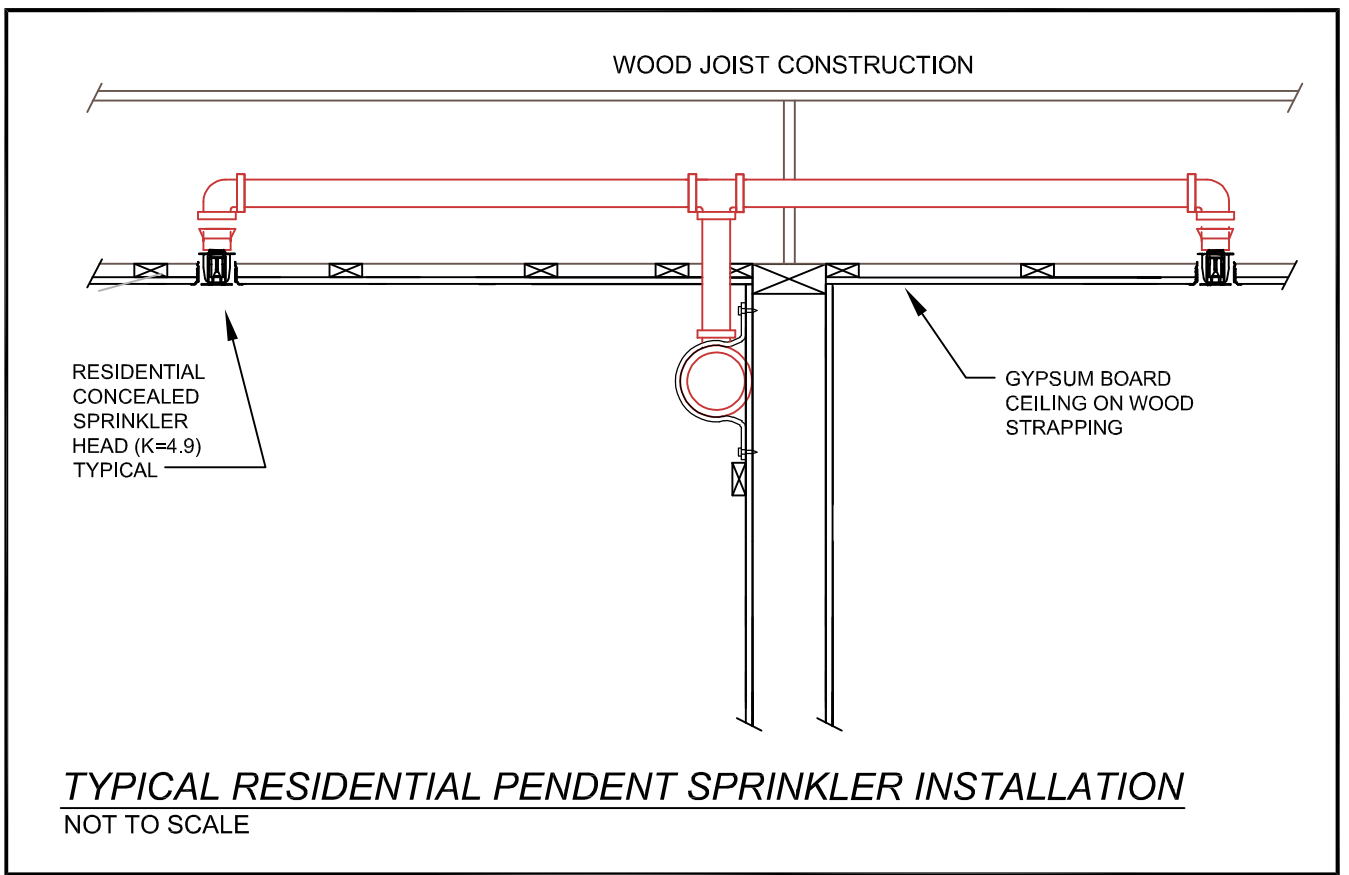 WOOD JOIST CONSTRUCTION
RESIDENTIAL
CONCEALED
SPRINKLER
HEAD (K=4.9)
TYPICAL
GYPSUM BOARD
CEILING ON WOOD
STRAPPING
TYPICAL RESIDENTIAL PENDENT SPRINKLER INSTALLATION
NOT TO SCALE